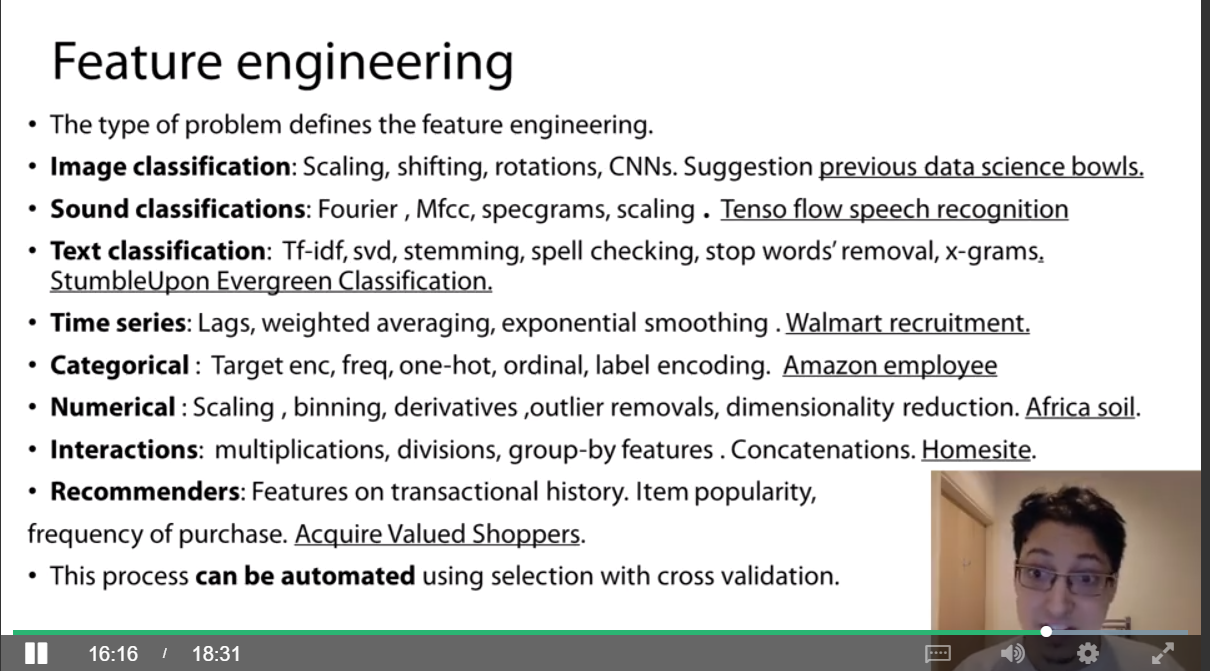 Feature engineering
• The type of problem defines the feature engineering.
• Image classification: Scaling, shifting, rotations, CNNs. Suggestion previous data science bowls.
• Sound classifications: Fourier , Mfcc, specgrams, scaling . Tenso flow speech recognition
• Text classification: Tf-idf, svd, stemming, spell checking, stop words’ removal, x-grams.
StumbleUpon Evergreen Classification.
• Time series: Lags, weighted averaging, exponential smoothing . Walmart recruitment.
• Categorical : Target enc, freq, one-hot, ordinal, label encoding. Amazon employee
• Numerical : Scaling , binning, derivatives ,outlier removals, dimensionality reduction. Africa soil.
• Interactions: multiplications, divisions, group-by features . Concatenations. Homesite.
• Recommenders: Features on transactional history. Item popularity,
frequency of purchase. Acquire Valued Shoppers.
• This process can be automated using selection with cross validation.
16:16 / 18:31